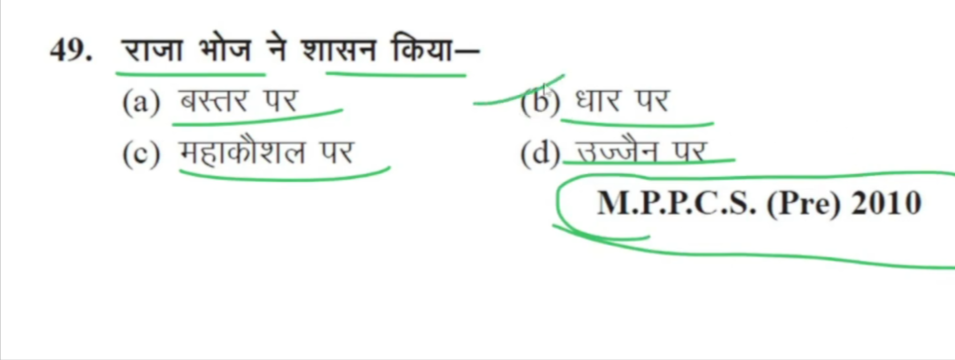 49. राजा भोज ने शासन किया—
(a) बस्तर पर (b) धार पर
(c) महाकौशल पर (d) उज्जैन पर
M.P.P.C.S. (Pre) 2010